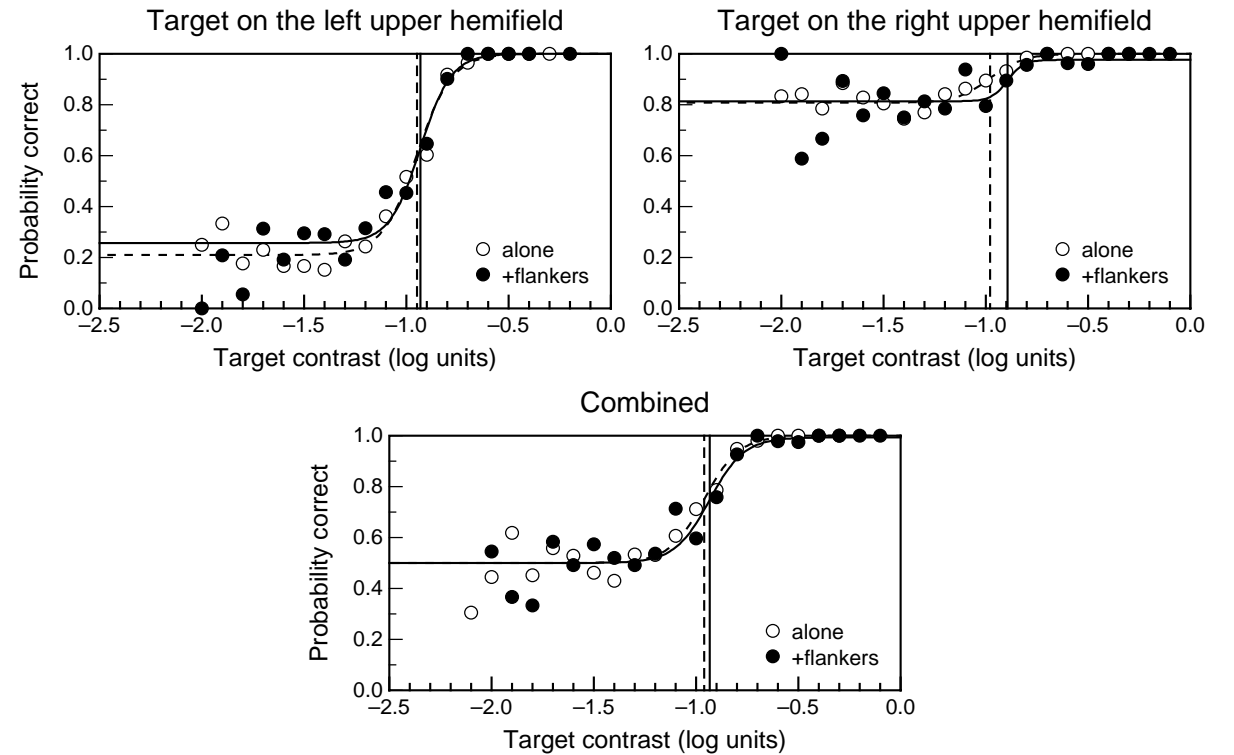 Target on the left upper hemifield
Target on the right upper hemifield
1.0
0.8
0.6
0.4
0.2
0.0
Probability correct
alone
+flankers
–2.5 –2.0 –1.5 –1.0 –0.5 0.0
Target contrast (log units)
1.0
0.8
0.6
0.4
0.2
0.0
alone
+flankers
–2.5 –2.0 –1.5 –1.0 –0.5 0.0
Target contrast (log units)
Combined
1.0
0.8
0.6
0.4
0.2
0.0
Probability correct
alone
+flankers
–2.5 –2.0 –1.5 –1.0 –0.5 0.0
Target contrast (log units)